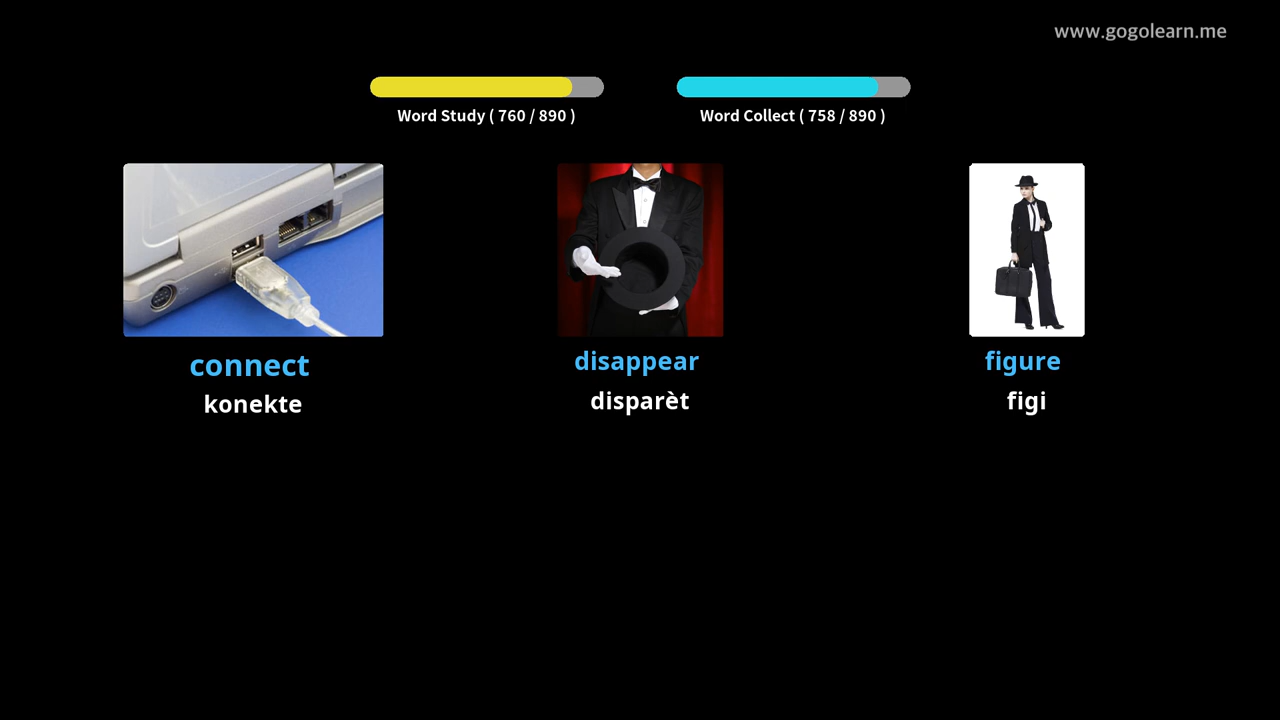 www.gogolearn.me
Word Study ( 760 / 890 )
Word Collect ( 758 / 890 )
connect
konekte
disappear
disparèt
figure
figi